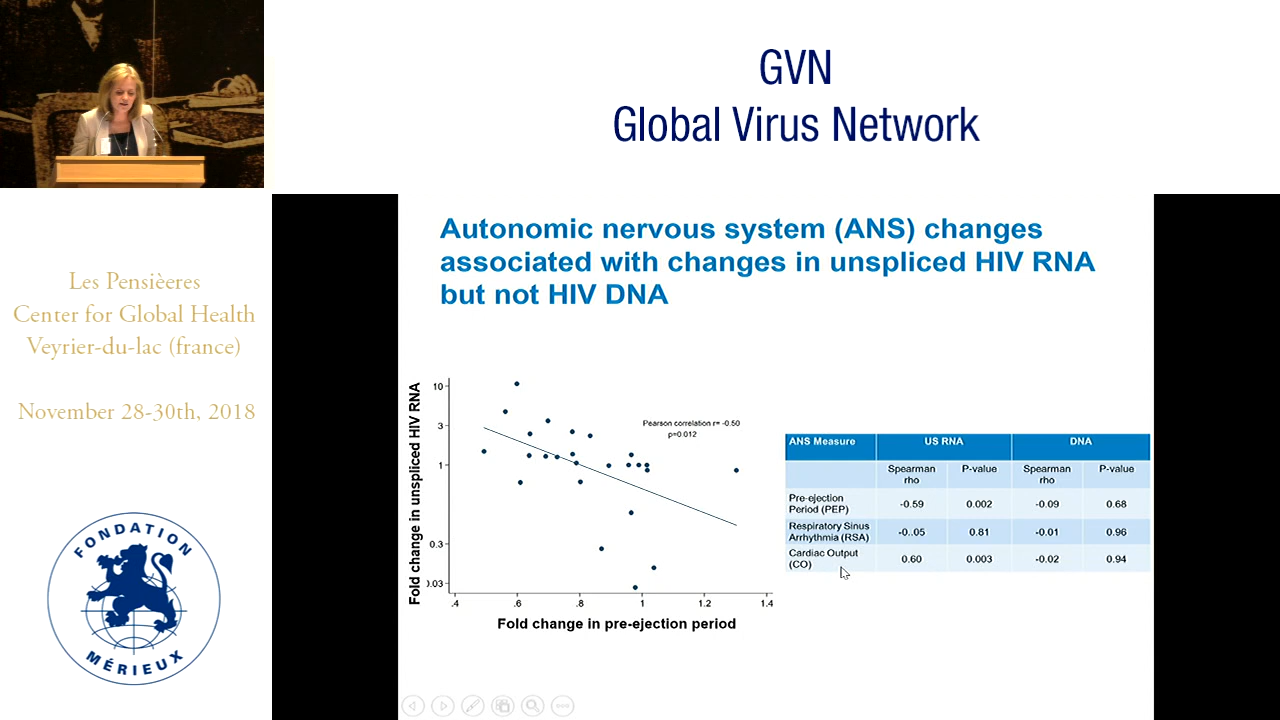 GVN
Global Virus Network
Les Pensièeres
Center for Global Health
Veyrier-du-lac (france)
November 28-30th, 2018
FONDATION
MÉRIEUX
Autonomic nervous system (ANS) changes
associated with changes in unspliced HIV RNA
but not HIV DNA
Fold change in unspliced HIV RNA
10
3
1
0.3
0.03
Pearson correlation r= -0.50
p=0.012
.4 .6 .8 1 1.2 1.4
Fold change in pre-ejection period
ANS Measure US RNA DNA
Spearman rho P-value Spearman rho P-value
Pre-ejection Period (PEP) -0.59 0.002 -0.09 0.68
Respiratory Sinus Arrhythmia (RSA) -0..05 0.81 -0.01 0.96
Cardiac Output (CO) 0.60 0.003 -0.02 0.94